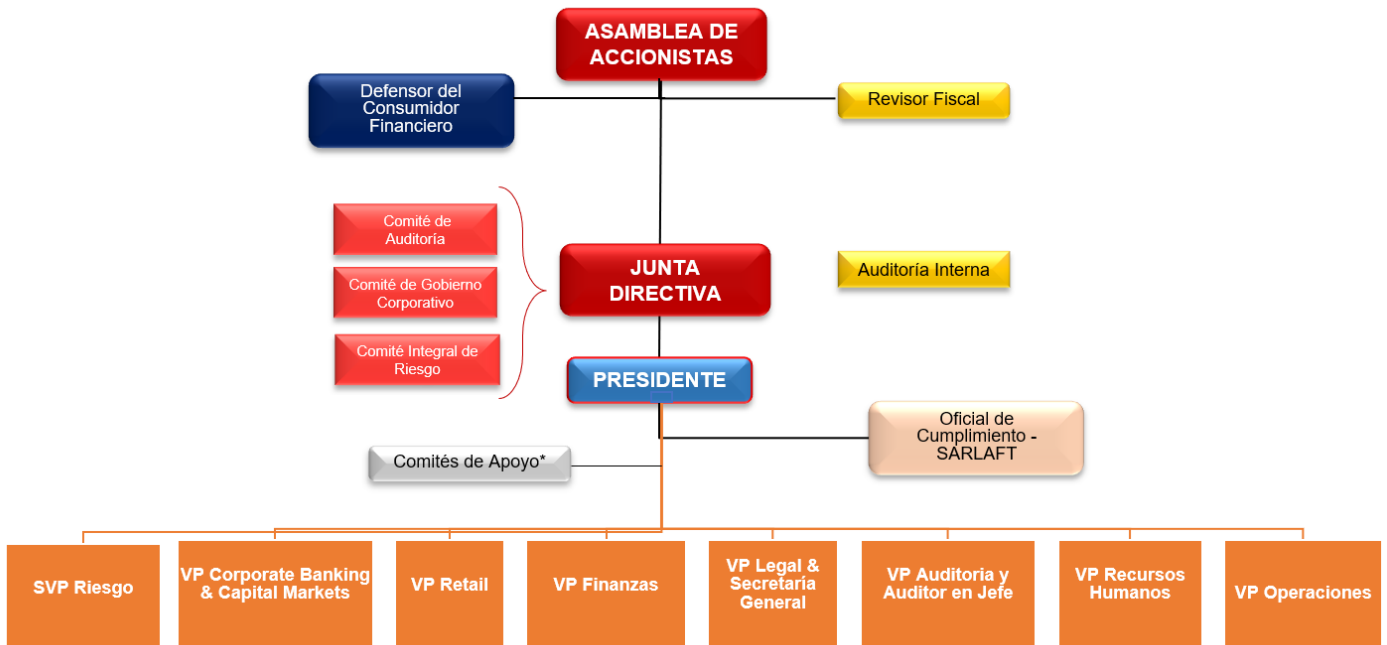 ASAMBLEA DE
ACCIONISTAS
Defensor del
Consumidor
Financiero
Revisor Fiscal
Comité de
Auditoría
Comité de Gobierno
Corporativo
Comité Integral de
Riesgo
JUNTA
DIRECTIVA
Auditoría Interna
PRESIDENTE
Oficial de
Cumplimiento -
SARLAFT
Comités de Apoyo*
SVP Riesgo
VP Corporate Banking
& Capital Markets
VP Retail
VP Finanzas
VP Legal &
Secretaría
General
VP Auditoria y
Auditor en Jefe
VP Recursos
Humanos
VP Operaciones